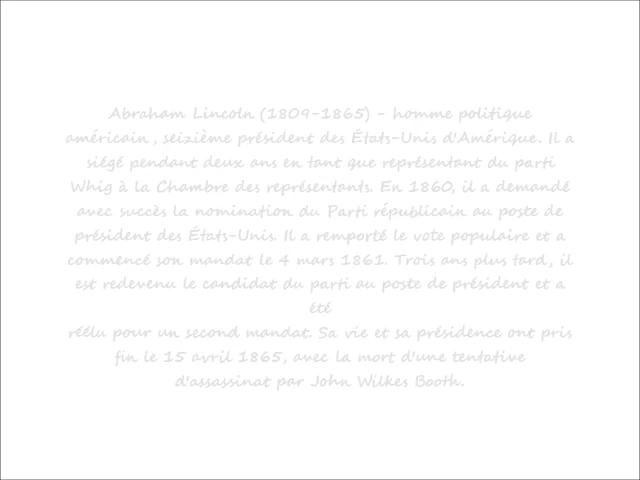 Abraham Lincoln (1809-1865) - homme politique
américain, seizième président des États-Unis d'Amérique. Il a
siégé pendant deux ans en tant que représentant du parti
Whig à la Chambre des représentants. En 1860, il a demandé
avec succès la nomination du Parti républicain au poste de
président des États-Unis. Il a remporté le vote populaire et a
commencé son mandat le 4 mars 1861. Trois ans plus tard, il
est redevenu le candidat du parti au poste de président et a
été
réélu pour un second mandat. Sa vie et sa présidence ont pris
fin le 15 avril 1865, avec la mort d'une tentative
d'assassinat par John Wilkes Booth.